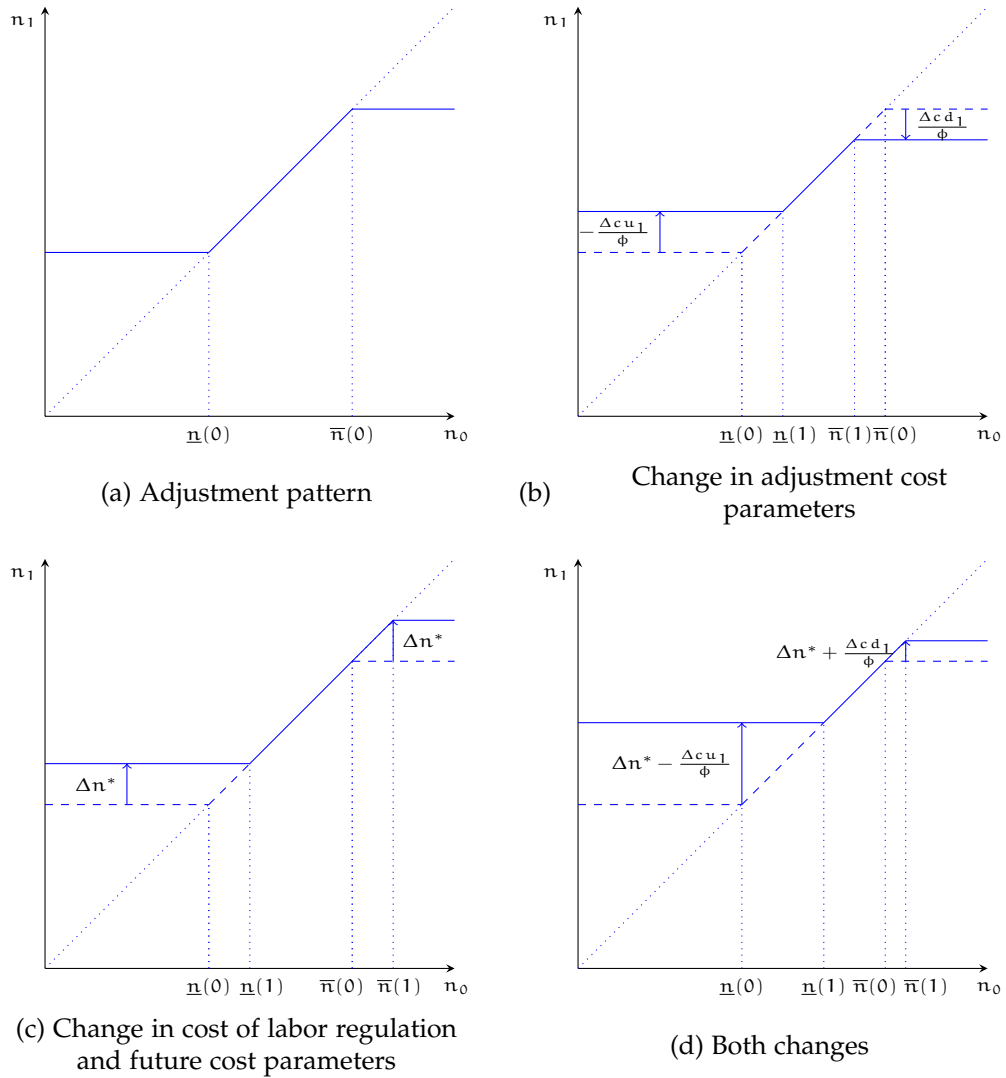 n₁
n̲(0) n̅(0) n₀
(a) Adjustment pattern
n₁
Δcd₁/ϕ
−Δcu₁/ϕ
n̲(0) n̲(1) n̅(1) n̅(0) n₀
(b) Change in adjustment cost
parameters
n₁
Δn*
Δn*
n̲(0) n̲(1) n̅(0) n̅(1) n₀
(c) Change in cost of labor regulation
and future cost parameters
n₁
Δn* + Δcd₁/ϕ
Δn* − Δcu₁/ϕ
n̲(0) n̲(1) n̅(0) n̅(1) n₀
(d) Both changes